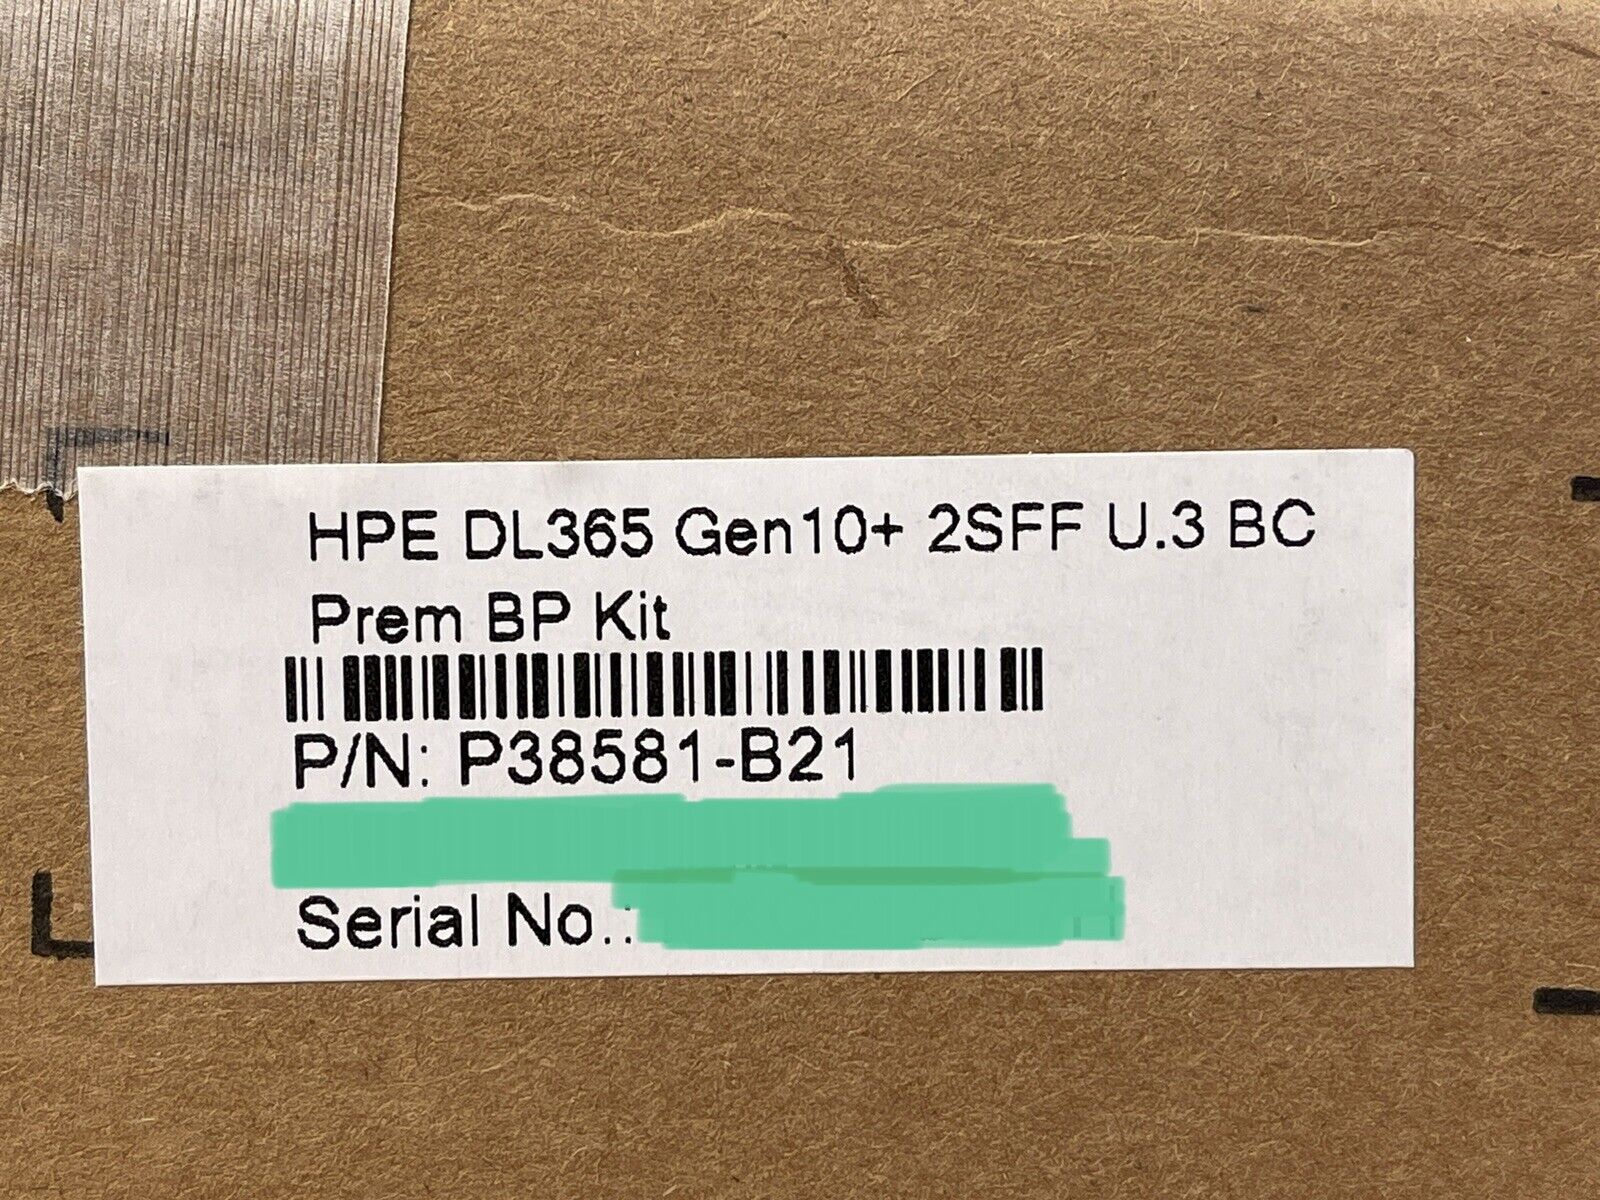 HPE DL365 Gen10+ 2SFF U.3 BC
Prem BP Kit
P/N: P38581-B21
Serial No.: